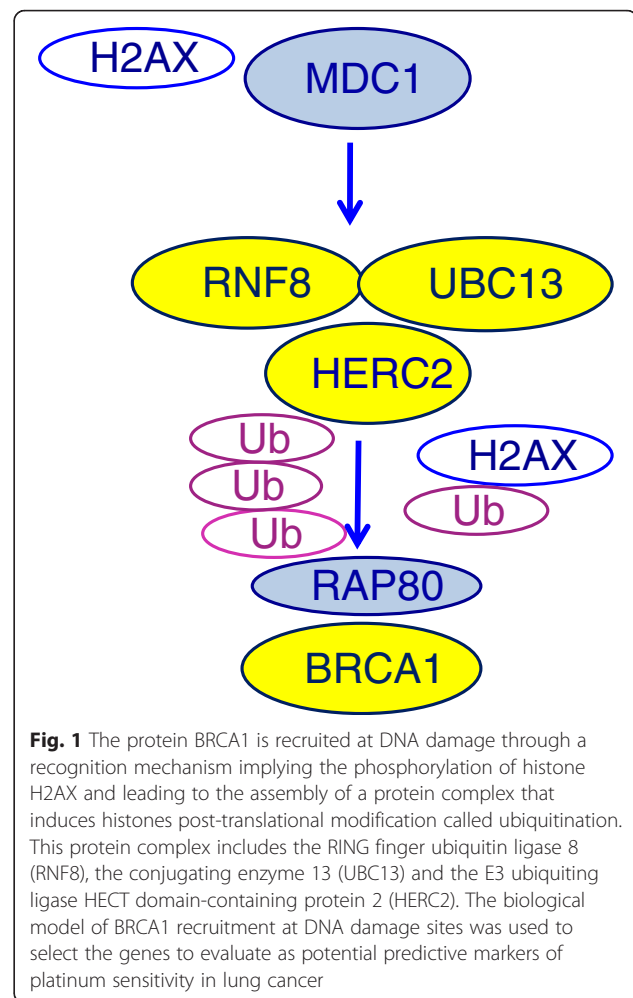 H2AX
MDC1
RNF8
UBC13
HERC2
Ub
H2AX
Ub
Ub
Ub
RAP80
BRCA1
Fig. 1 The protein BRCA1 is recruited at DNA damage through a
recognition mechanism implying the phosphorylation of histone
H2AX and leading to the assembly of a protein complex that
induces histones post-translational modification called ubiquitination.
This protein complex includes the RING finger ubiquitin ligase 8
(RNF8), the conjugating enzyme 13 (UBC13) and the E3 ubiquiting
ligase HECT domain-containing protein 2 (HERC2). The biological
model of BRCA1 recruitment at DNA damage sites was used to
select the genes to evaluate as potential predictive markers of
platinum sensitivity in lung cancer